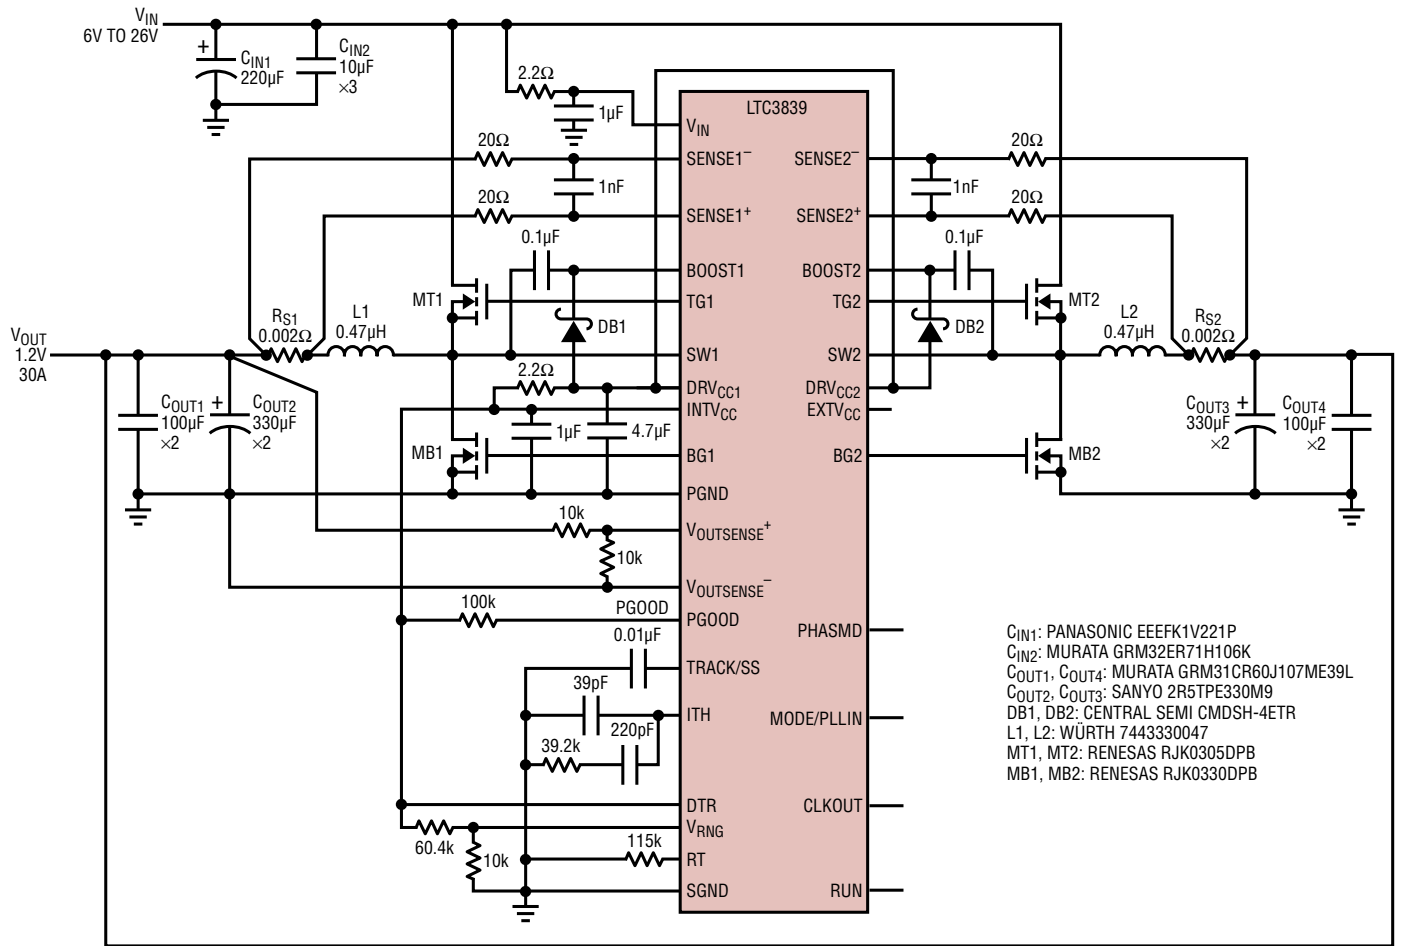 VIN
6V TO 26V
CIN1
220µF
CIN2
10µF
×3
2.2Ω
1µF
LTC3839
VIN
20Ω
SENSE1–
1nF
20Ω
SENSE1+
SENSE2–
20Ω
1nF
SENSE2+
20Ω
0.1µF
BOOST1
BOOST2
0.1µF
MT1
TG1
DB1
TG2
MT2
DB2
VOUT
1.2V
30A
RS1
0.002Ω
L1
0.47µH
SW1
SW2
L2
0.47µH
RS2
0.002Ω
2.2Ω
DRVCC1
DRVCC2
INTVCC
EXTVCC
COUT1
100µF
×2
+
COUT2
330µF
×2
1µF
4.7µF
MB1
BG1
BG2
MB2
+
COUT3
330µF
×2
COUT4
100µF
×2
PGND
10k
VOUTSENSE+
10k
VOUTSENSE–
100k
PGOOD
PGOOD
PHASMD
0.01µF
TRACK/SS
39pF
ITH
MODE/PLLIN
220pF
39.2k
DTR
CLKOUT
VRNG
60.4k
10k
115k
RT
SGND
RUN
+
CIN1: PANASONIC EEEFK1V221P
CIN2: MURATA GRM32ER71H106K
COUT1, COUT4: MURATA GRM31CR60J107ME39L
COUT2, COUT3: SANYO 2R5TPE330M9
DB1, DB2: CENTRAL SEMI CMDSH-4ETR
L1, L2: WÜRTH 7443330047
MT1, MT2: RENESAS RJK0305DPB
MB1, MB2: RENESAS RJK0330DPB